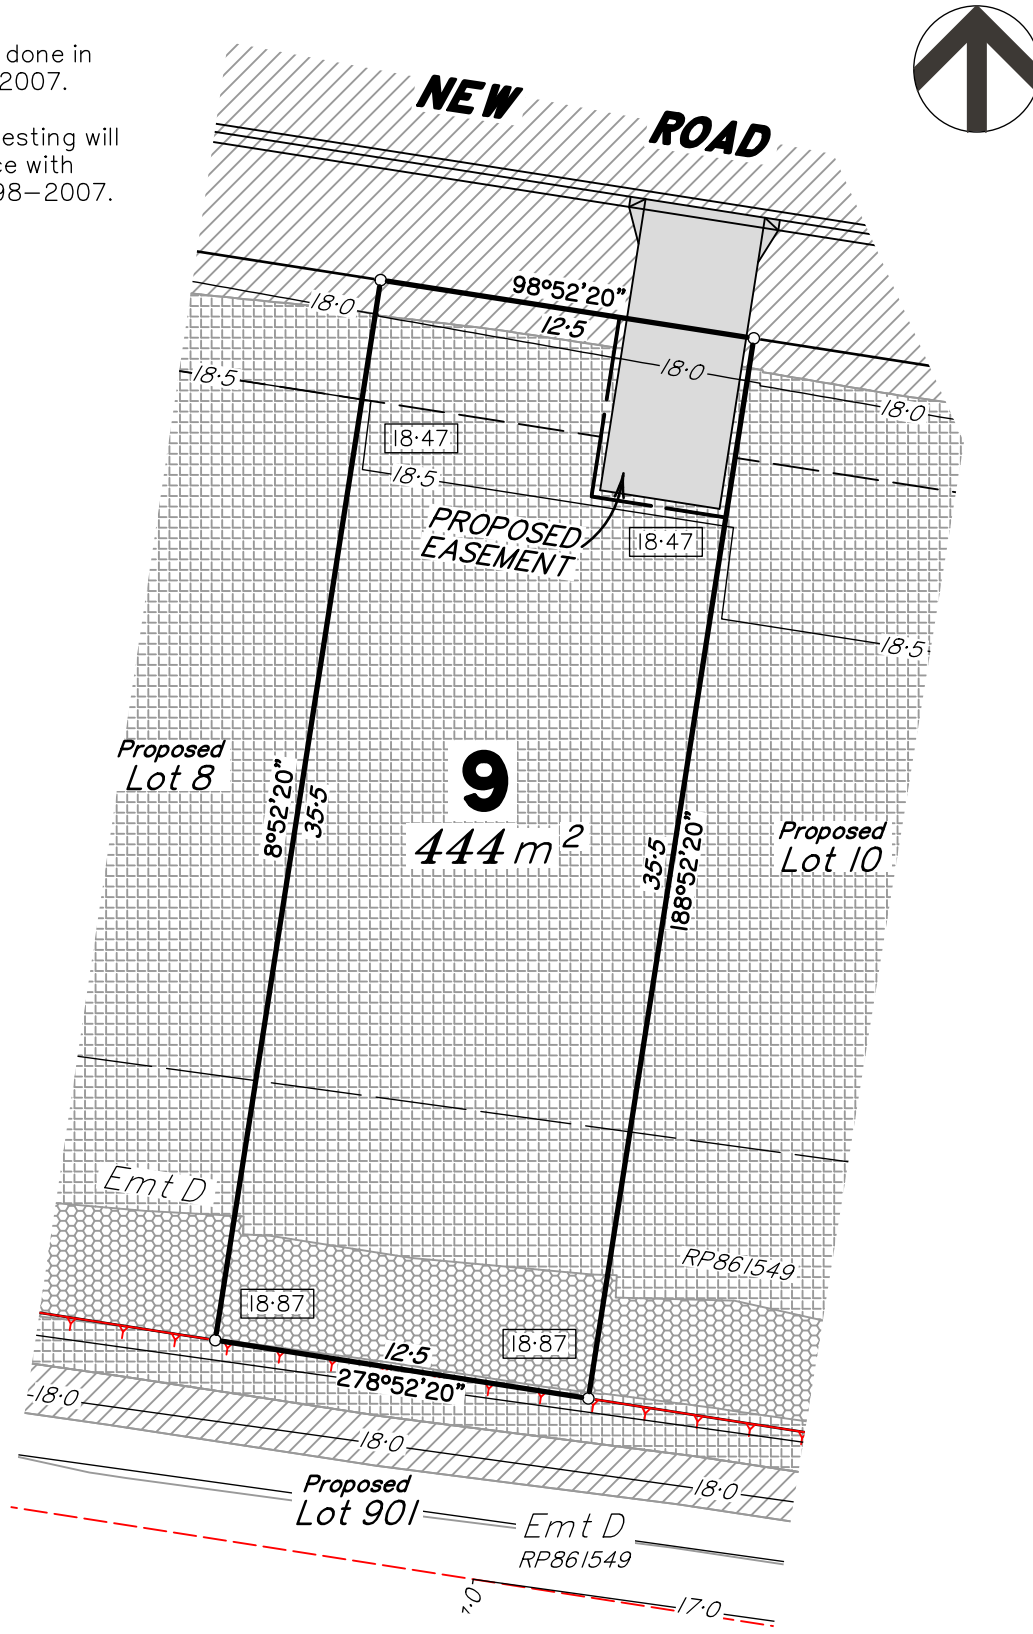 done in
2007.
esting will
ce with
98–2007.
NEW ROAD
98°52'20"
12·5
18·0
18·0
18·0
18·5
18·47
18·5
PROPOSED
EASEMENT
18·47
18·5
Proposed
Lot 8
8°52'20"
35·5
9
444 m²
35·5
188°52'20"
Proposed
Lot 10
Emt D
RP861549
18·87
18·87
12·5
278°52'20"
18·0
18·0
18·0
Proposed
Lot 901
Emt D
RP861549
17·0